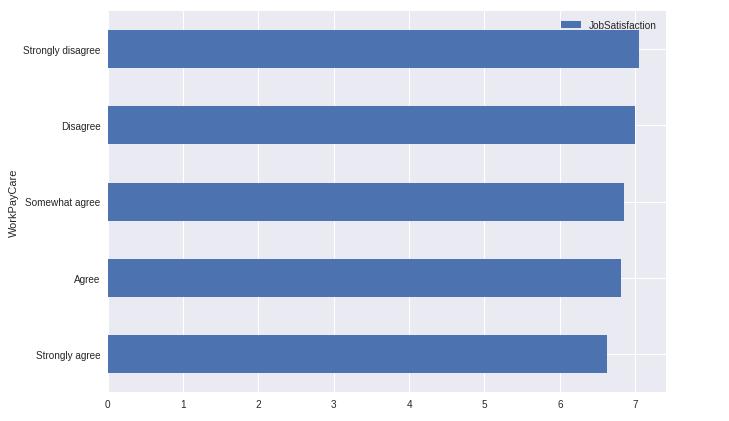 JobSatisfaction
Strongly disagree
Disagree
Somewhat agree
Agree
Strongly agree
WorkPayCare
0 1 2 3 4 5 6 7